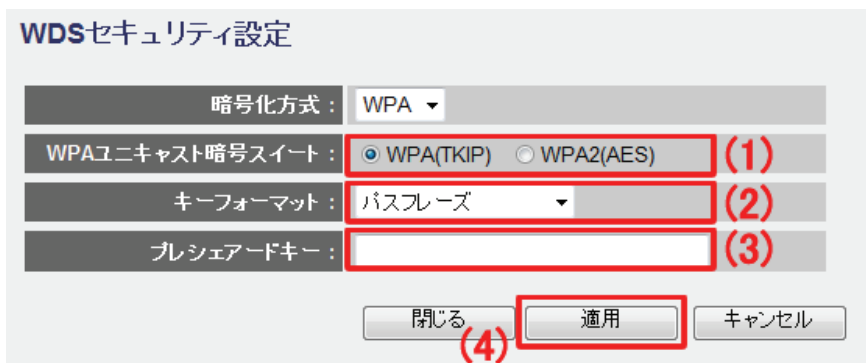 WDSセキュリティ設定
暗号化方式： WPA
WPAユニキャスト暗号スイート： WPA(TKIP) WPA2(AES) (1)
キーフォーマット： パスフレーズ (2)
プレシェアードキー： (3)
閉じる 適用 キャンセル
(4)